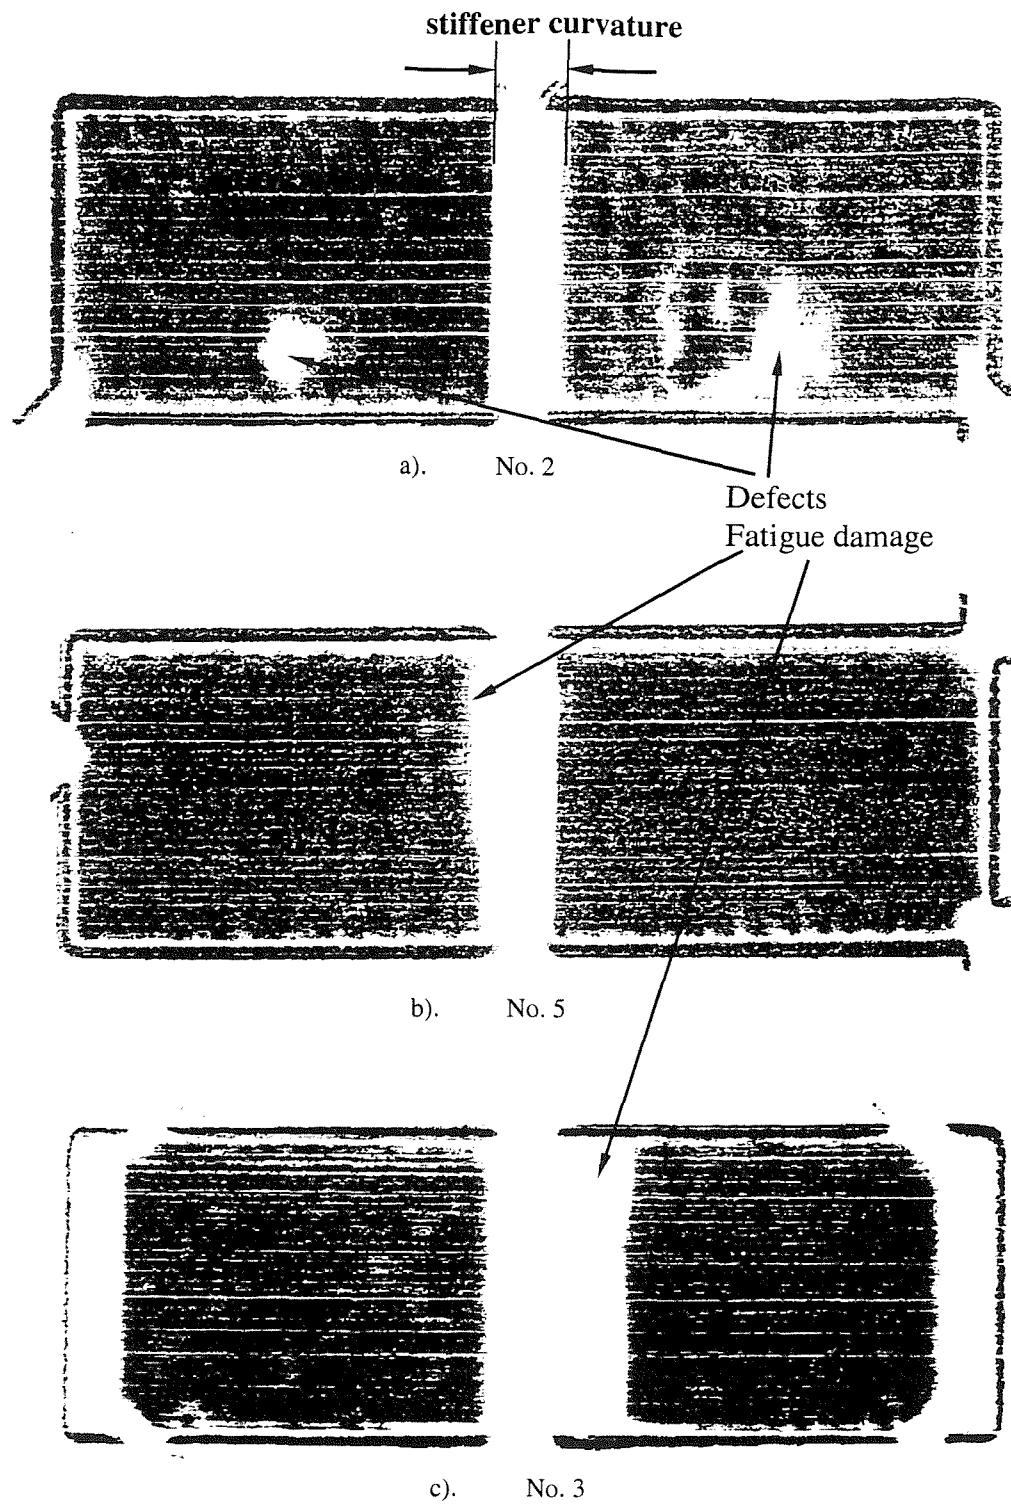 stiffener curvature
a). No. 2
Defects
Fatigue damage
b). No. 5
c). No. 3